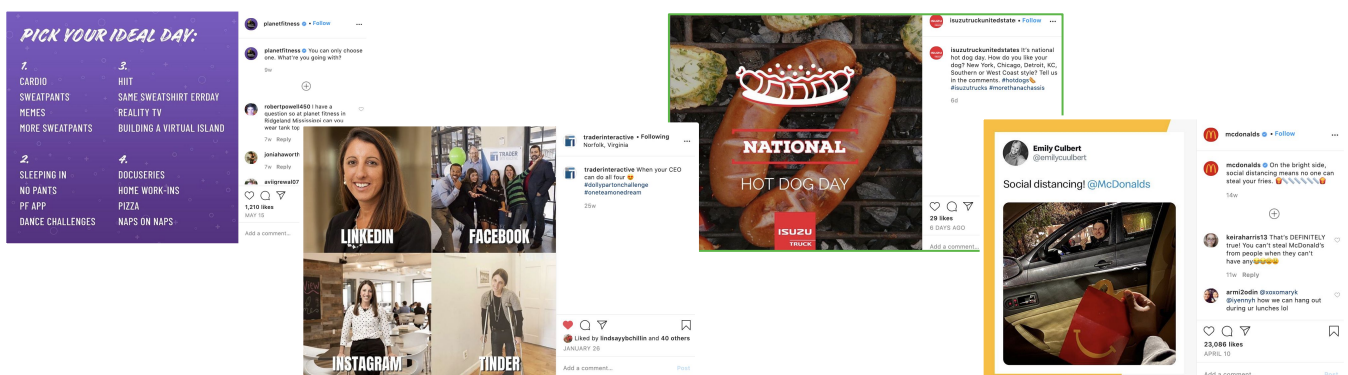 PICK YOUR IDEAL DAY:
1.
CARDIO
SWEATPANTS
MEMES
MORE SWEATPANTS
2.
SLEEPING IN
NO PANTS
PF APP
DANCE CHALLENGES
3.
HIIT
SAME SWEATSHIRT ERRDAY
REALITY TV
BUILDING A VIRTUAL ISLAND
4.
DOCUSERIES
HOME WORK-INS
PIZZA
NAPS ON NAPS
planetfitness • Follow
planetfitness You can only choose
one. What're you going with?
9w
robertpowell450 I have a
question so at planet fitness in
Ridgeland Mississippi can you
wear tank top
7w Reply
joniahaworth
7w Reply
avijgrewal07
1,210 likes
MAY 15
Add a comment...
LINKEDIN
TRADER
FACEBOOK
INSTAGRAM
TINDER
traderinteractive • Following
Norfolk, Virginia
traderinteractive When your CEO
can do all four 😍
#dollypartonchallenge
#oneteamonedream
25w
Liked by lindsayybchillin and 40 others
JANUARY 26
Add a comment...
Post
NATIONAL
HOT DOG DAY
ISUZU
TRUCK
isuzutruckunitedstate • Follow
isuzutruckunitedstates It's national
hot dog day. How do you like your
dog? New York, Chicago, Detroit, KC,
Southern or West Coast style? Tell us
in the comments. #hotdogs🌭
#isuzutrucks #morethanachassis
6d
29 likes
6 DAYS AGO
Add a comment...
Emily Culbert
@emilycuulbert
Social distancing! @McDonalds
mcdonalds • Follow
mcdonalds On the bright side,
social distancing means no one can
steal your fries.
14w
keiraharris13 That's DEFINITELY
true! You can't steal McDonald's
from people when they can't
have any
11w Reply
armi2odin @xoxomaryk
@iyennyh how we can hang out
during ur lunches lol
23,086 likes
APRIL 10
Add a comment...
Post